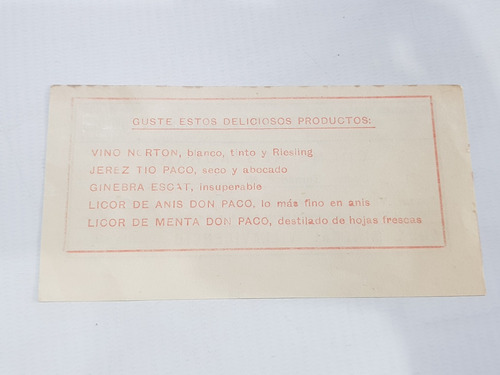 GUSTE ESTOS DELICIOSOS PRODUCTOS:
VINO NORTON, blanco, tinto y Riesling
JEREZ TIO PACO, seco y abocado
GINEBRA ESCAT, insuperable
LICOR DE ANIS DON PACO, lo más fino en anis
LICOR DE MENTA DON PACO, destilado de hojas frescas